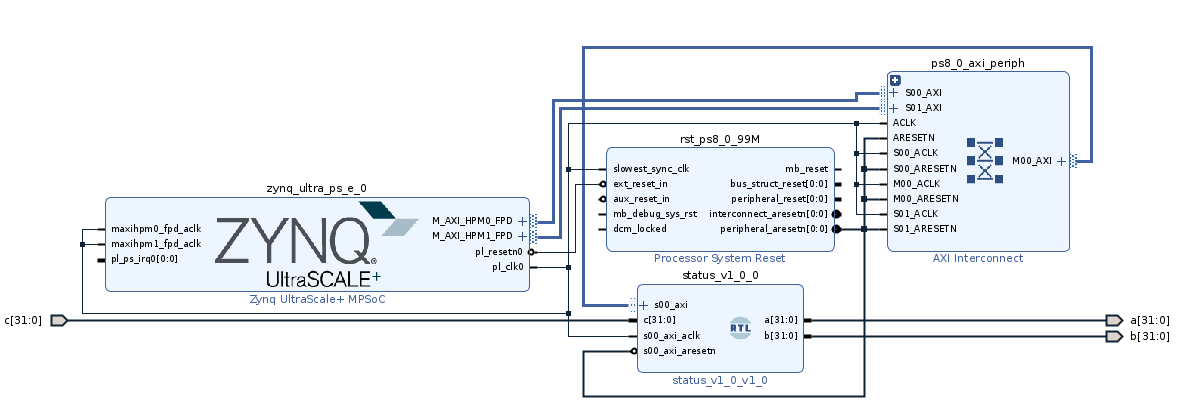 ps8_0_axi_periph
S00_AXI
S01_AXI
ACLK
ARESETN
S00_ACLK
S00_ARESETN
M00_ACLK
M00_ARESETN
S01_ACLK
S01_ARESETN
M00_AXI
AXI Interconnect
rst_ps8_0_99M
slowest_sync_clk
ext_reset_in
aux_reset_in
mb_debug_sys_rst
dcm_locked
mb_reset
bus_struct_reset[0:0]
peripheral_reset[0:0]
interconnect_aresetn[0:0]
peripheral_aresetn[0:0]
Processor System Reset
zynq_ultra_ps_e_0
maxihpm0_fpd_aclk
maxihpm1_fpd_aclk
pl_ps_irq0[0:0]
ZYNQ
UltraSCALE+
M_AXI_HPM0_FPD
M_AXI_HPM1_FPD
pl_resetn0
pl_clk0
Zynq UltraScale+ MPSoC
status_v1_0_0
s00_axi
c[31:0]
s00_axi_aclk
s00_axi_aresetn
RTL
a[31:0]
b[31:0]
status_v1_0_v1_0
c[31:0]
a[31:0]
b[31:0]